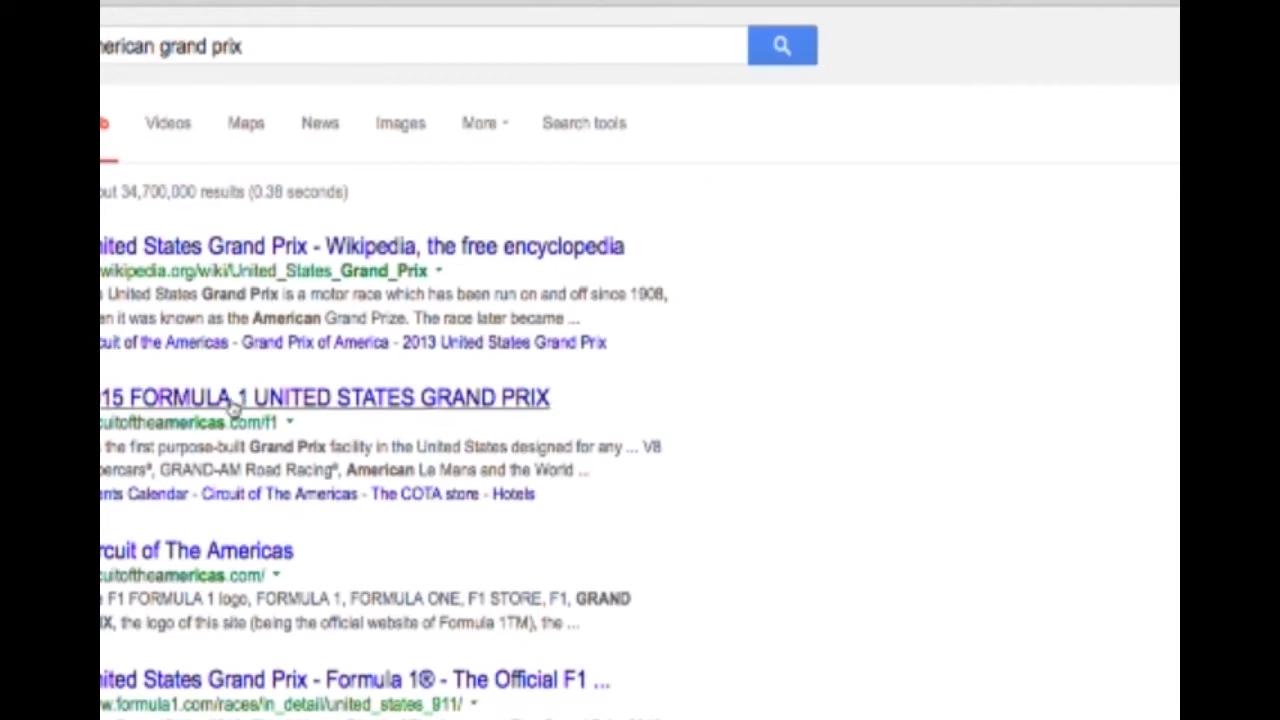 erican grand prix
b Videos Maps News Images More Search tools
out 34,700,000 results (0.38 seconds)
ited States Grand Prix - Wikipedia, the free encyclopedia
wikipedia.org/wiki/United_States_Grand_Prix
United States Grand Prix is a motor race which has been run on and off since 1908,
en it was known as the American Grand Prize. The race later became ...
cuit of the Americas - Grand Prix of America - 2013 United States Grand Prix
15 FORMULA 1 UNITED STATES GRAND PRIX
cuitoftheamericas.com/f1
the first purpose-built Grand Prix facility in the United States designed for any ... V8
percars®, GRAND-AM Road Racing®, American Le Mans and the World ...
ents Calendar - Circuit of The Americas - The COTA store - Hotels
rcuit of The Americas
cuitoftheamericas.com/
F1 FORMULA 1 logo, FORMULA 1, FORMULA ONE, F1 STORE, F1, GRAND
IX, the logo of this site (being the official website of Formula 1TM), the ...
ited States Grand Prix - Formula 1® - The Official F1 ...
w.formula1.com/races/in_detail/united_states_911/